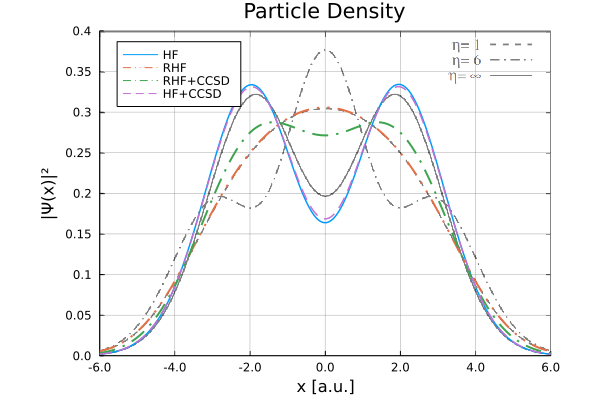 Particle Density
HF
RHF
RHF+CCSD
HF+CCSD
η= 1
η= 6
η= ∞
|Ψ(x)|²
0.4
0.35
0.3
0.25
0.2
0.15
0.1
0.05
0.0
-6.0 -4.0 -2.0 0.0 2.0 4.0 6.0
x [a.u.]